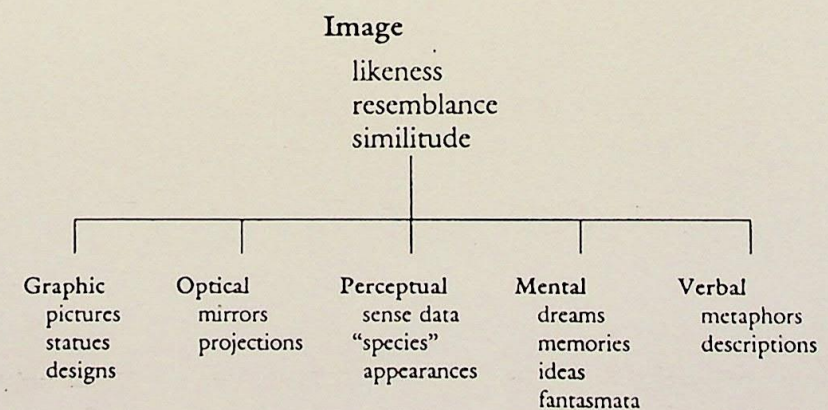 Image
likeness
resemblance
similitude
Graphic
pictures
statues
designs
Optical
mirrors
projections
Perceptual
sense data
“species”
appearances
Mental
dreams
memories
ideas
fantasmata
Verbal
metaphors
descriptions